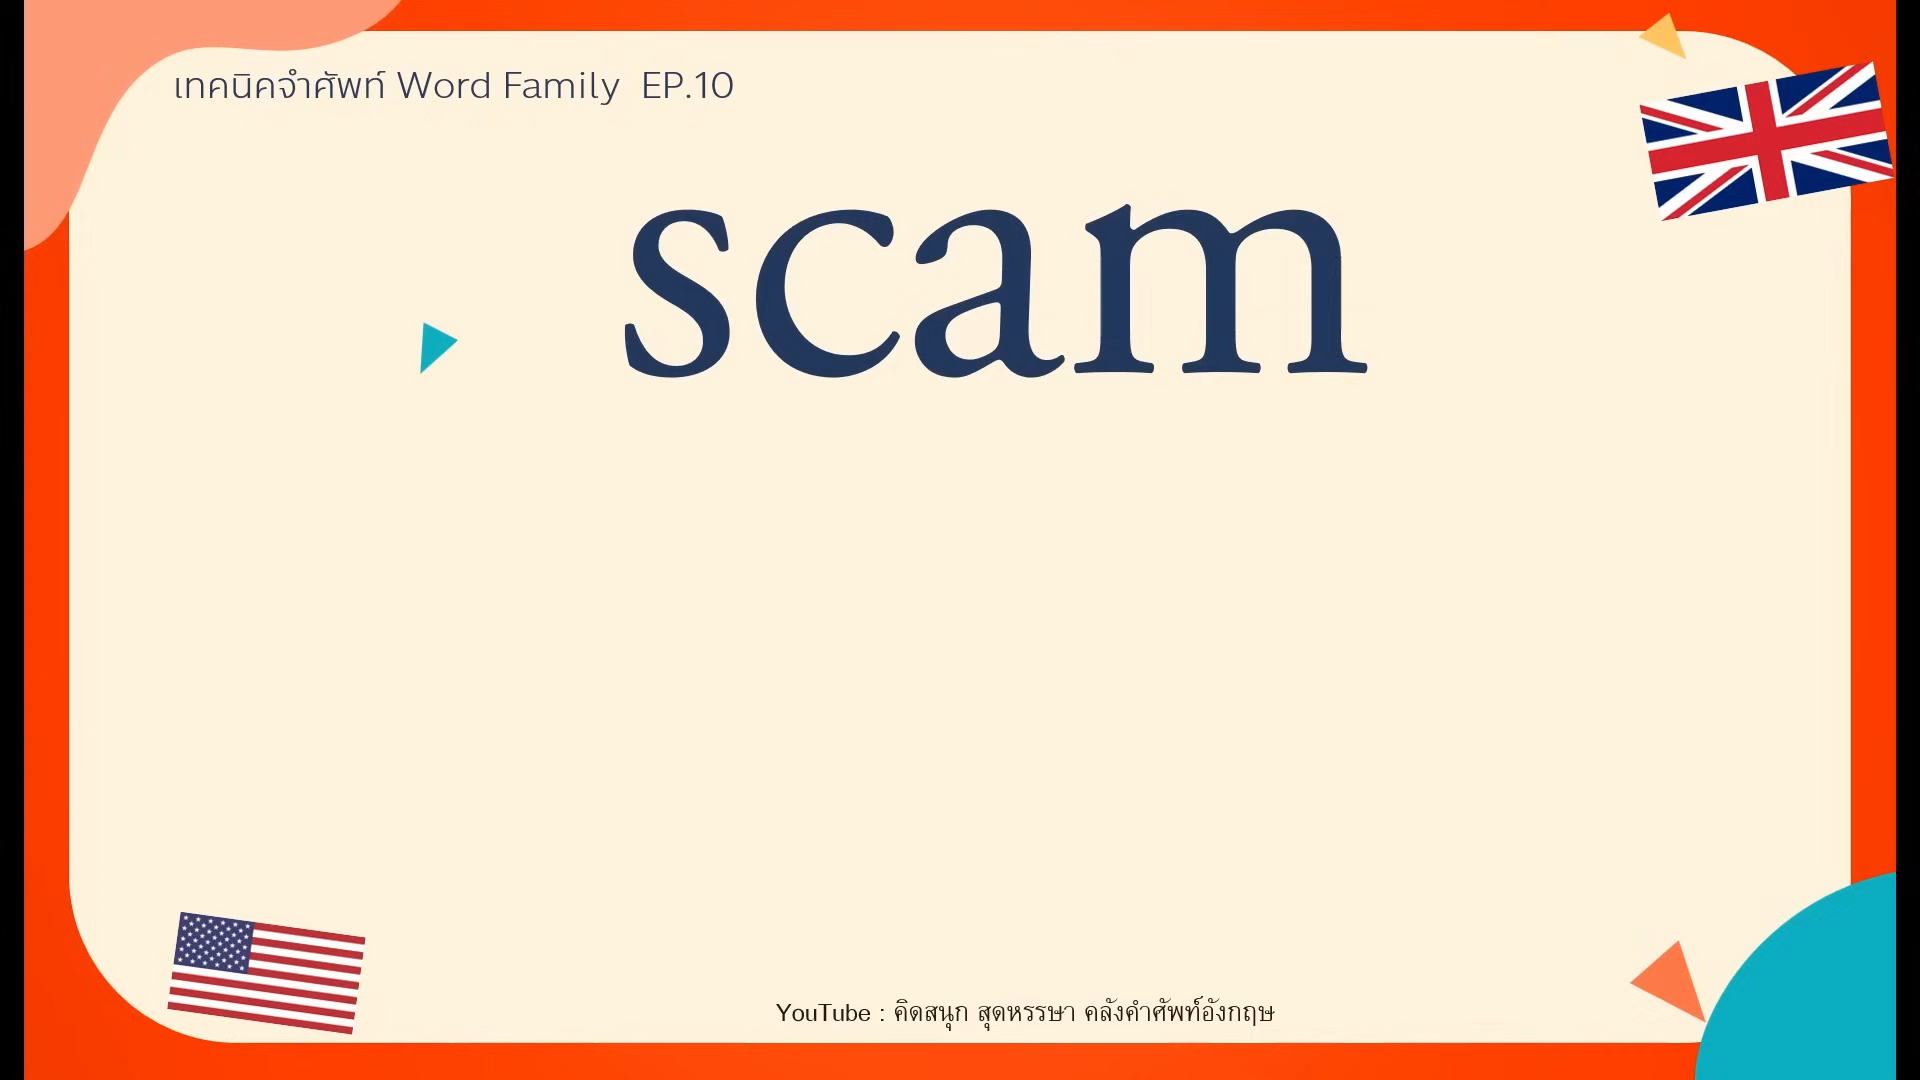 เทคนิคจำศัพท์ Word Family EP.10
scam
YouTube : คิดสนุก สุดหรรษา คลังคำศัพท์อังกฤษ